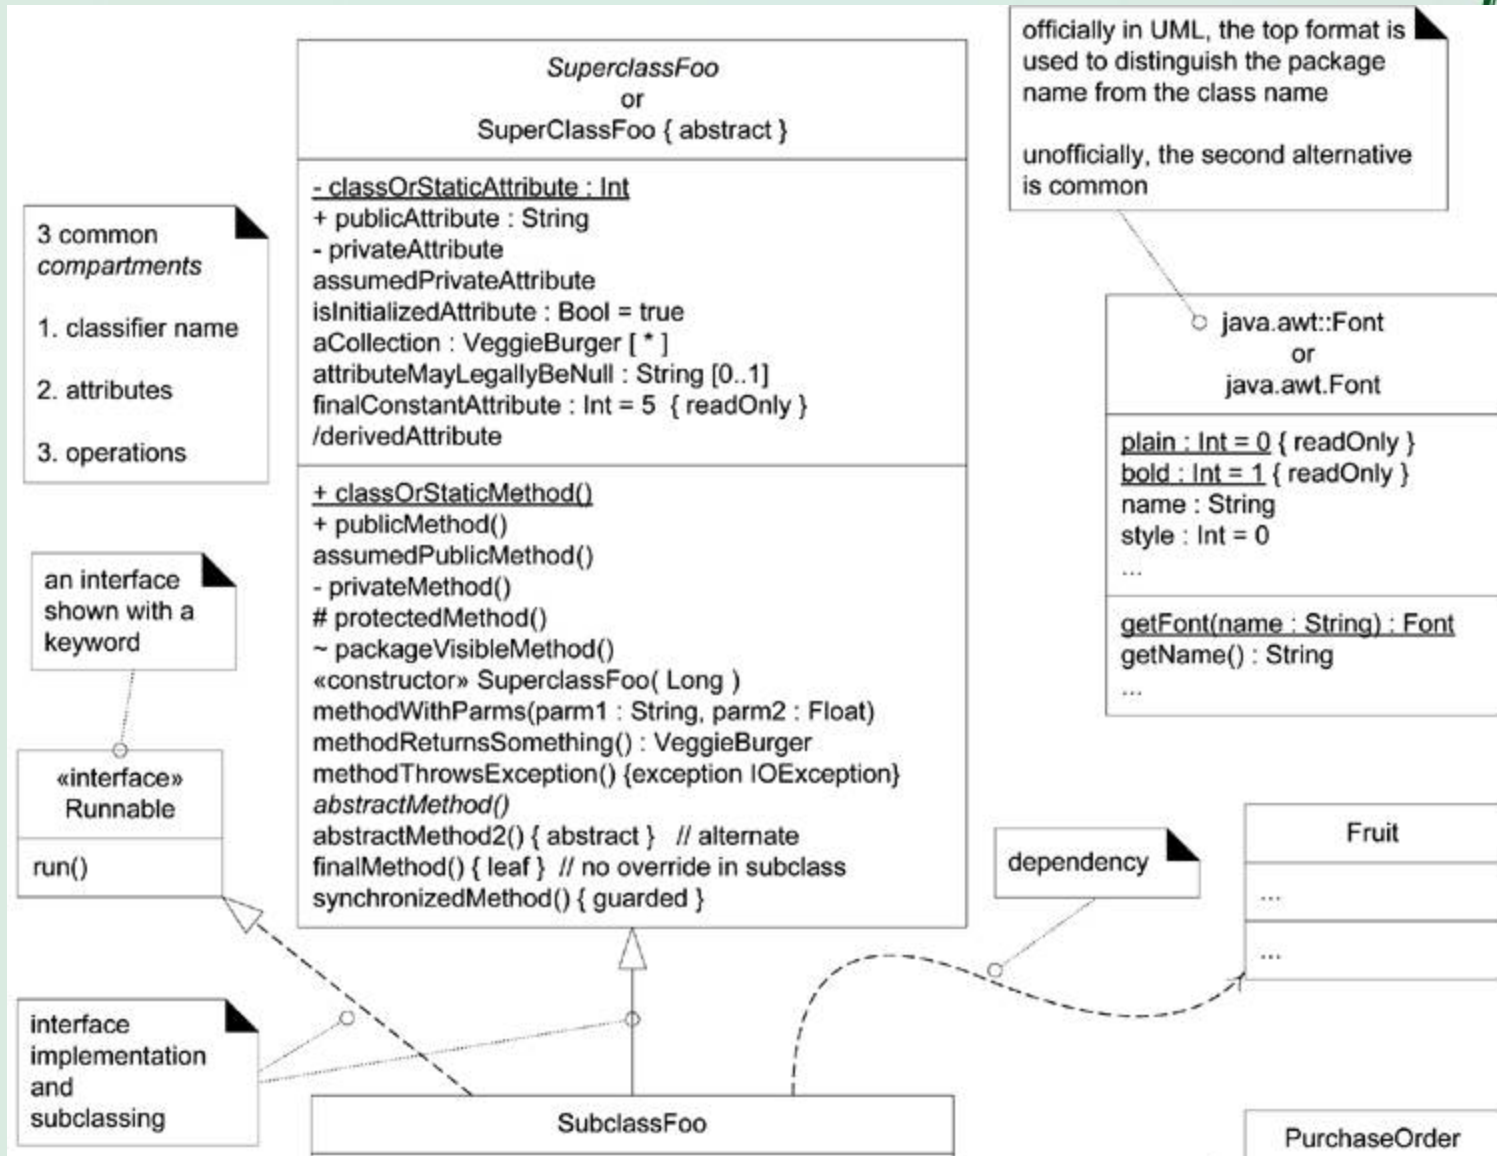 officially in UML, the top format is
used to distinguish the package
name from the class name
unofficially, the second alternative
is common
SuperclassFoo
or
SuperClassFoo { abstract }
- classOrStaticAttribute : Int
+ publicAttribute : String
- privateAttribute
assumedPrivateAttribute
isInitializedAttribute : Bool = true
aCollection : VeggieBurger [ * ]
attributeMayLegallyBeNull : String [0..1]
finalConstantAttribute : Int = 5 { readOnly }
/derivedAttribute
+ classOrStaticMethod()
+ publicMethod()
assumedPublicMethod()
- privateMethod()
# protectedMethod()
~ packageVisibleMethod()
«constructor» SuperclassFoo( Long )
methodWithParms(parm1 : String, parm2 : Float)
methodReturnsSomething() : VeggieBurger
methodThrowsException() {exception IOException}
abstractMethod()
abstractMethod2() { abstract } // alternate
finalMethod() { leaf } // no override in subclass
synchronizedMethod() { guarded }
3 common
compartments
1. classifier name
2. attributes
3. operations
java.awt::Font
or
java.awt.Font
plain : Int = 0 { readOnly }
bold : Int = 1 { readOnly }
name : String
style : Int = 0
...
getFont(name : String) : Font
getName() : String
...
an interface
shown with a
keyword
«interface»
Runnable
run()
dependency
Fruit
...
...
interface
implementation
and
subclassing
SubclassFoo
PurchaseOrder